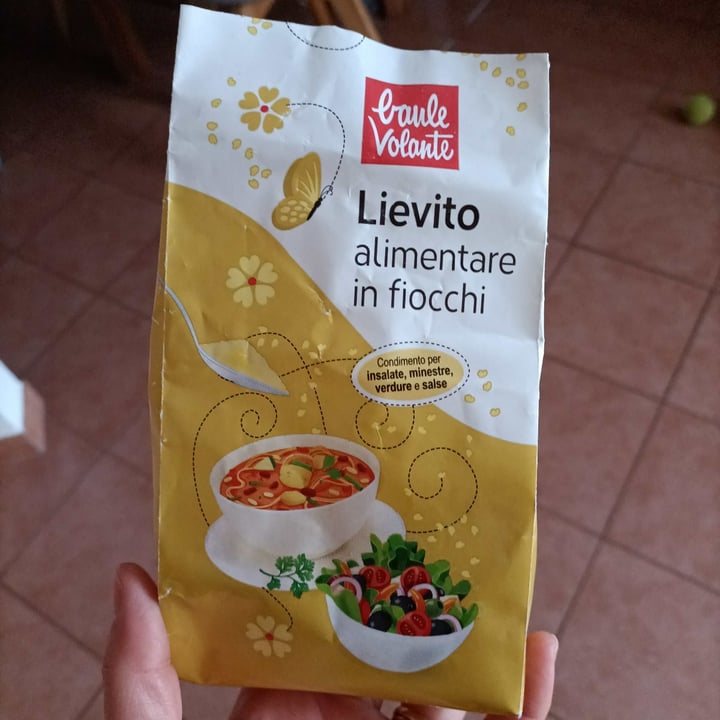 baule
volante
Lievito
alimentare
in fiocchi
Condimento per
insalate, minestre,
verdure e salse